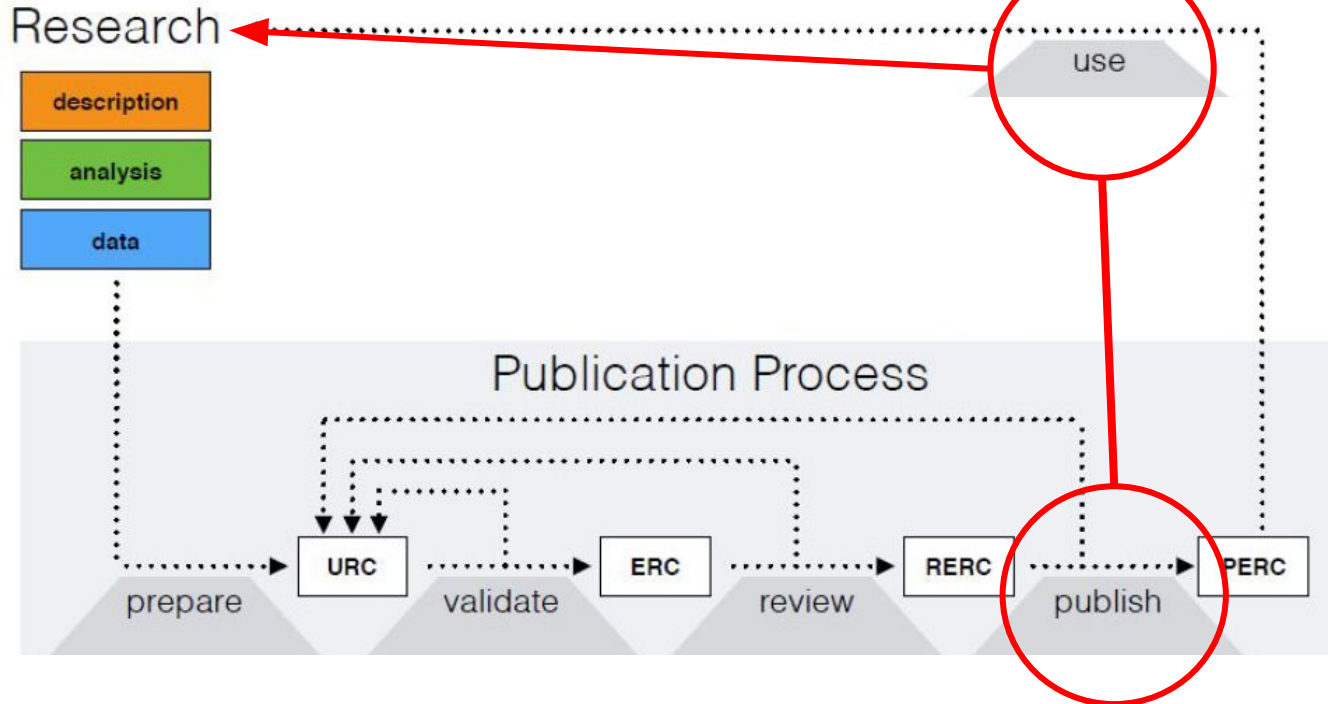 Research
use
description
analysis
data
Publication Process
URC
ERC
RERC
PERC
prepare
validate
review
publish